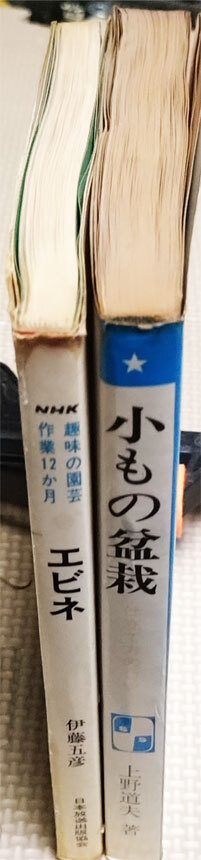 NHK
趣味の園芸
作業12か月
エビネ
伊藤五彦
日本放送出版協会
小もの盆栽
上野道夫 著